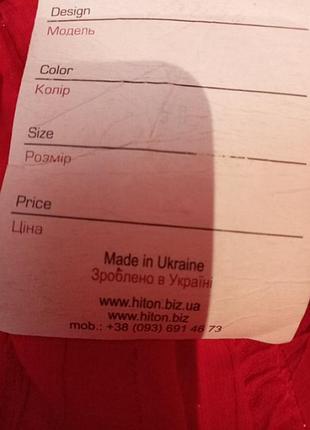 Design
Модель
Color
Колір
Size
Розмір
Price
Ціна
Made in Ukraine
Зроблено в Україні
www.hiton.biz.ua
www.hiton.biz
mob.: +38 (093) 691 46 73